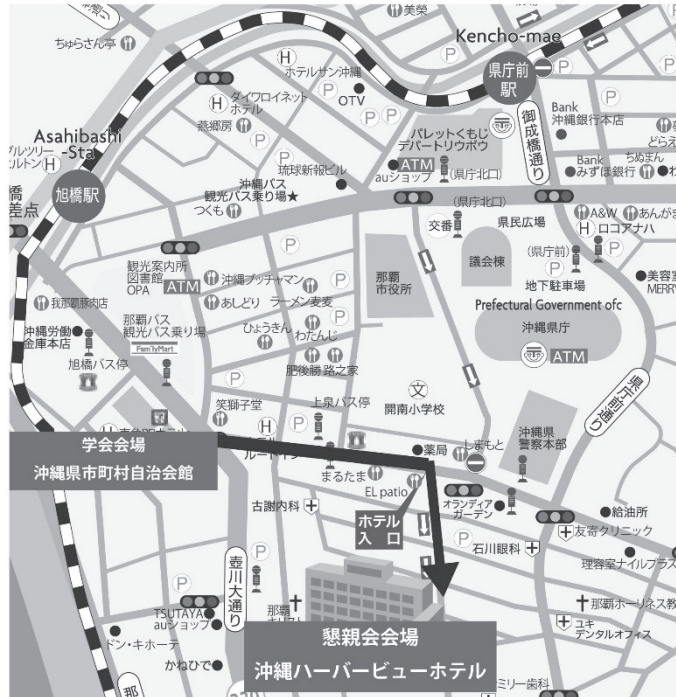 美榮
ちゅらさん亭
Kencho-mae
ホテルサン沖縄
OTV
県庁前
駅
ダイワロイネット
ホテル
燕郷房
御成橋通り
Bank
沖縄銀行本店
Asahibashi
-Sta
旭橋駅
パレットくもじ
デパートリウボウ
ATM
auショップ
(県庁北口)
Bank
みずほ銀行
ちぬまん
琉球新報ビル
沖縄バス
観光バス乗り場★
つくも
(県庁北口)
交番
県民広場
A&W
あんがま
ロコアナハ
観光案内所
図書館
OPA
ATM
沖縄ブッチャマン
あしどり
ラーメン麦麦
那覇
市役所
議会棟
(県庁前)
地下駐車場
美容室
MERRY
我那覇豚肉店
沖縄労働
金庫本店
那覇バス
観光バス乗り場
FamilyMart
ひょうきん
わたんじ
肥後勝
路之家
Prefectural Government ofc
沖縄県庁
ATM
旭橋バス停
笑獅子堂
上泉バス停
文
開南小学校
県庁前通り
学会会場
沖縄県市町村自治会館
まるたま
薬局
しまもと
沖縄県
警察本部
EL patio
オランディア
ガーデン
給油所
古謝内科
ホテル
入口
石川眼科
友寄クリニック
理容室ナイルプラス
壺川大通り
TSUTAYA
auショップ
ドン・キホーテ
かねひで
那覇ホーリネス教
ユキ
デンタルオフィス
懇親会会場
沖縄ハーバービューホテル
ミリー歯科